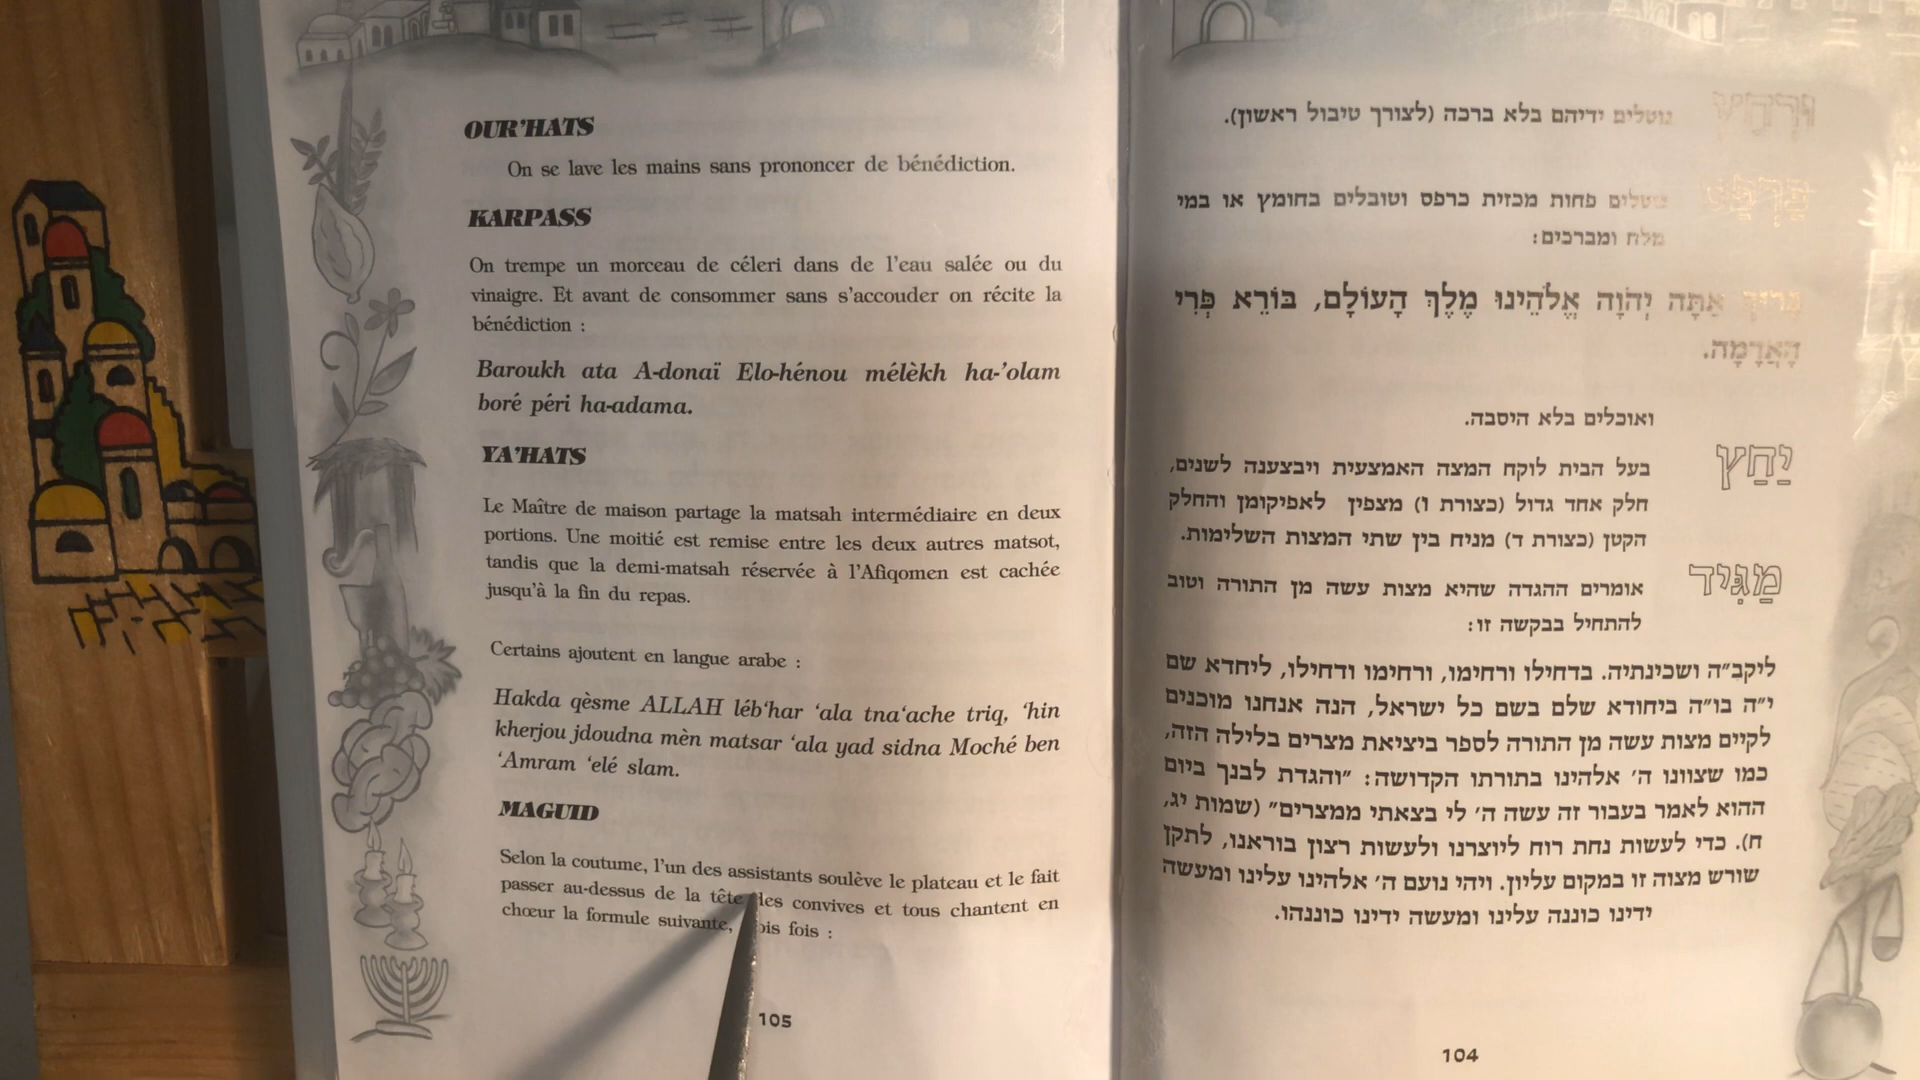 OUR'HATS
On se lave les mains sans prononcer de bénédiction.
KARPASS
On trempe un morceau de céleri dans de l'eau salée ou du
vinaigre. Et avant de consommer sans s'accouder on récite la
bénédiction :
Baroukh ata A-donaï Elo-hénou mélèkh ha-'olam
boré péri ha-adama.
YA'HATS
Le Maître de maison partage la matsah intermédiaire en deux
portions. Une moitié est remise entre les deux autres matsot,
tandis que la demi-matsah réservée à l'Afiqomen est cachée
jusqu'à la fin du repas.
Certains ajoutent en langue arabe :
Hakda qèsme ALLAH léb‘har ‘ala tna‘ache triq, ‘hin
kherjou jdoudna mèn matsar ‘ala yad sidna Moché ben
‘Amram ‘elé slam.
MAGUID
Selon la coutume, l'un des assistants soulève le plateau et le fait
passer au-dessus de la tête des convives et tous chantent en
chœur la formule suivante, fois :
105
וּרְחַץ נוטלים ידיהם בלא ברכה (לצורך טיבול ראשון).
כַּרְפַּס נוטלים פחות מכזית כרפס וטובלים בחומץ או במי
מלח ומברכים:
בָּרוּךְ אַתָּה יְהֹוָה אֱלֹהֵינוּ מֶלֶךְ הָעוֹלָם, בּוֹרֵא פְּרִי
הָאֲדָמָה.
ואוכלים בלא היסבה.
יַחַץ בעל הבית לוקח המצה האמצעית ויבצענה לשנים,
חלק אחד גדול (כצורת ו) מצפין לאפיקומן והחלק
הקטן (כצורת ד) מניח בין שתי המצות השלימות.
מַגִּיד אומרים ההגדה שהיא מצות עשה מן התורה וטוב
להתחיל בבקשה זו:
ליקב״ה ושכינתיה. בדחילו ורחימו, ורחימו ודחילו, ליחדא שם
י״ה בו״ה ביחודא שלם בשם כל ישראל, הנה אנחנו מוכנים
לקיים מצות עשה מן התורה לספר ביציאת מצרים בלילה הזה,
כמו שצוונו ה׳ אלהינו בתורתו הקדושה: ״והגדת לבנך ביום
ההוא לאמר בעבור זה עשה ה׳ לי בצאתי ממצרים״ (שמות יג,
ח). כדי לעשות נחת רוח ליוצרנו ולעשות רצון בוראנו, לתקן
שורש מצוה זו במקום עליון. ויהי נועם ה׳ אלהינו עלינו ומעשה
ידינו כוננה עלינו ומעשה ידינו כוננהו.
104